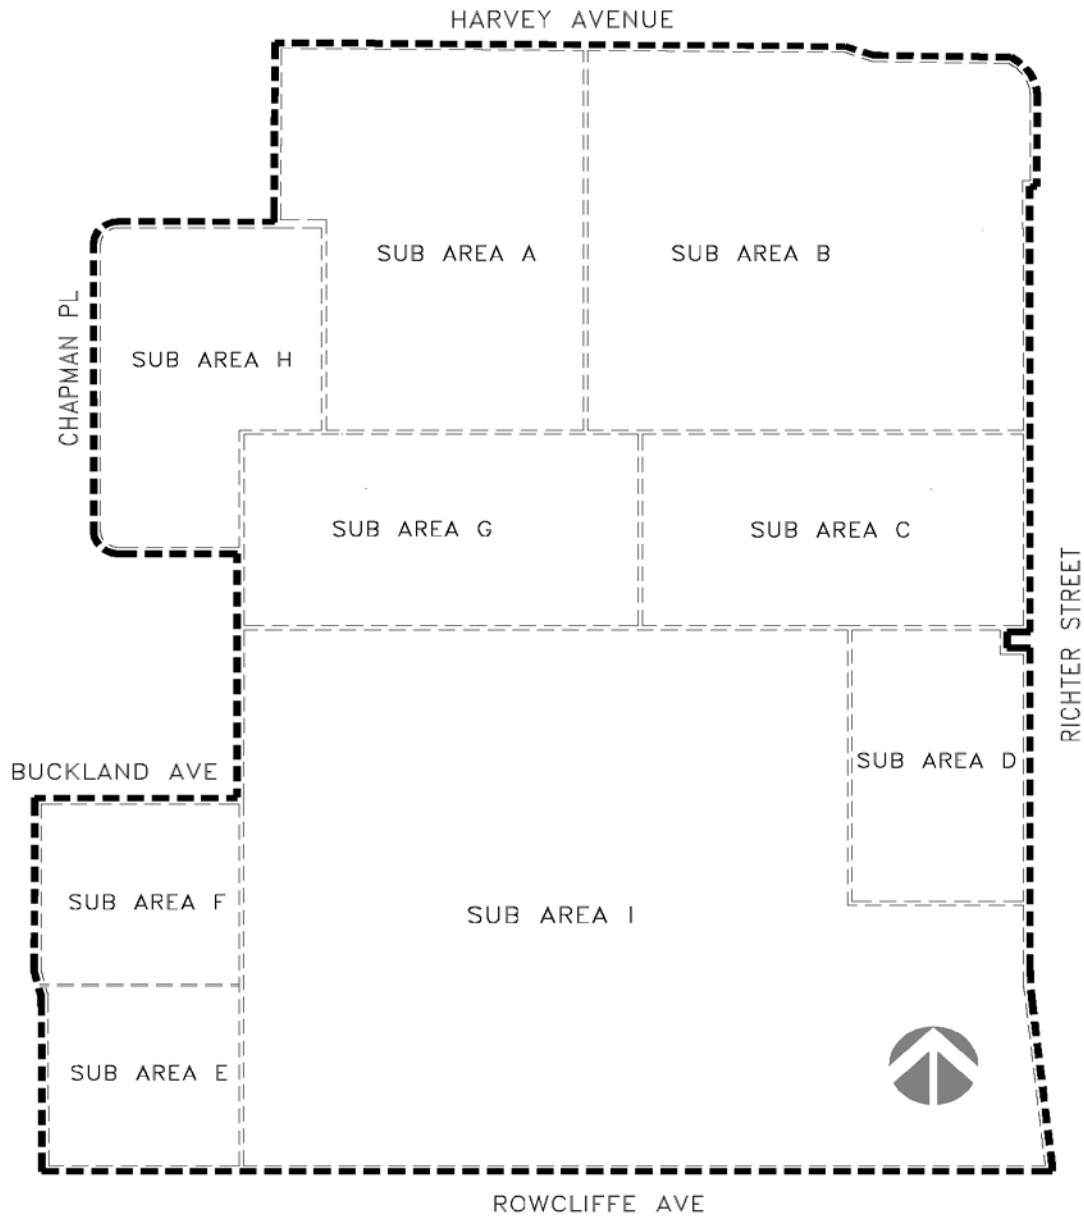 HARVEY AVENUE
SUB AREA A
SUB AREA B
CHAPMAN PL
SUB AREA H
SUB AREA G
SUB AREA C
RICHTER STREET
SUB AREA D
BUCKLAND AVE
SUB AREA F
SUB AREA I
SUB AREA E
ROWCLIFFE AVE